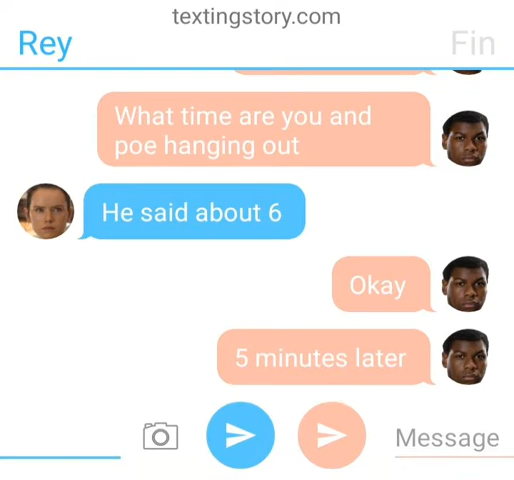 textingstory.com
Rey
Fin
What time are you and
poe hanging out
He said about 6
Okay
5 minutes later
Message